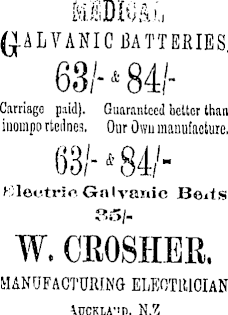 MEDICAL
GALVANIC BATTERIES.
63/- & 84/-
Carriage paid). Guaranteed better than
inompo rtednes. Our Own manufacture.
63/- & 84/-
Electric Galvanic Belts
35/-
W. CROSHER,
MANUFACTURING ELECTRICIAN
AUCKLAND, N.Z